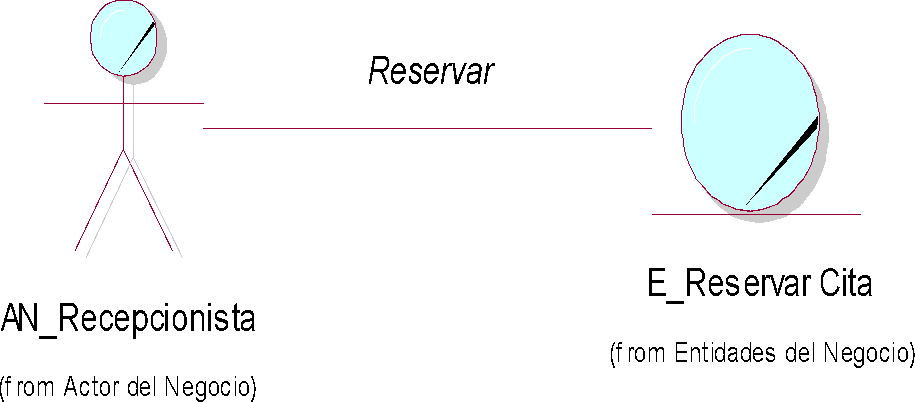 Reservar
E_Reservar Cita
(from Entidades del Negocio)
AN_Recepcionista
(from Actor del Negocio)